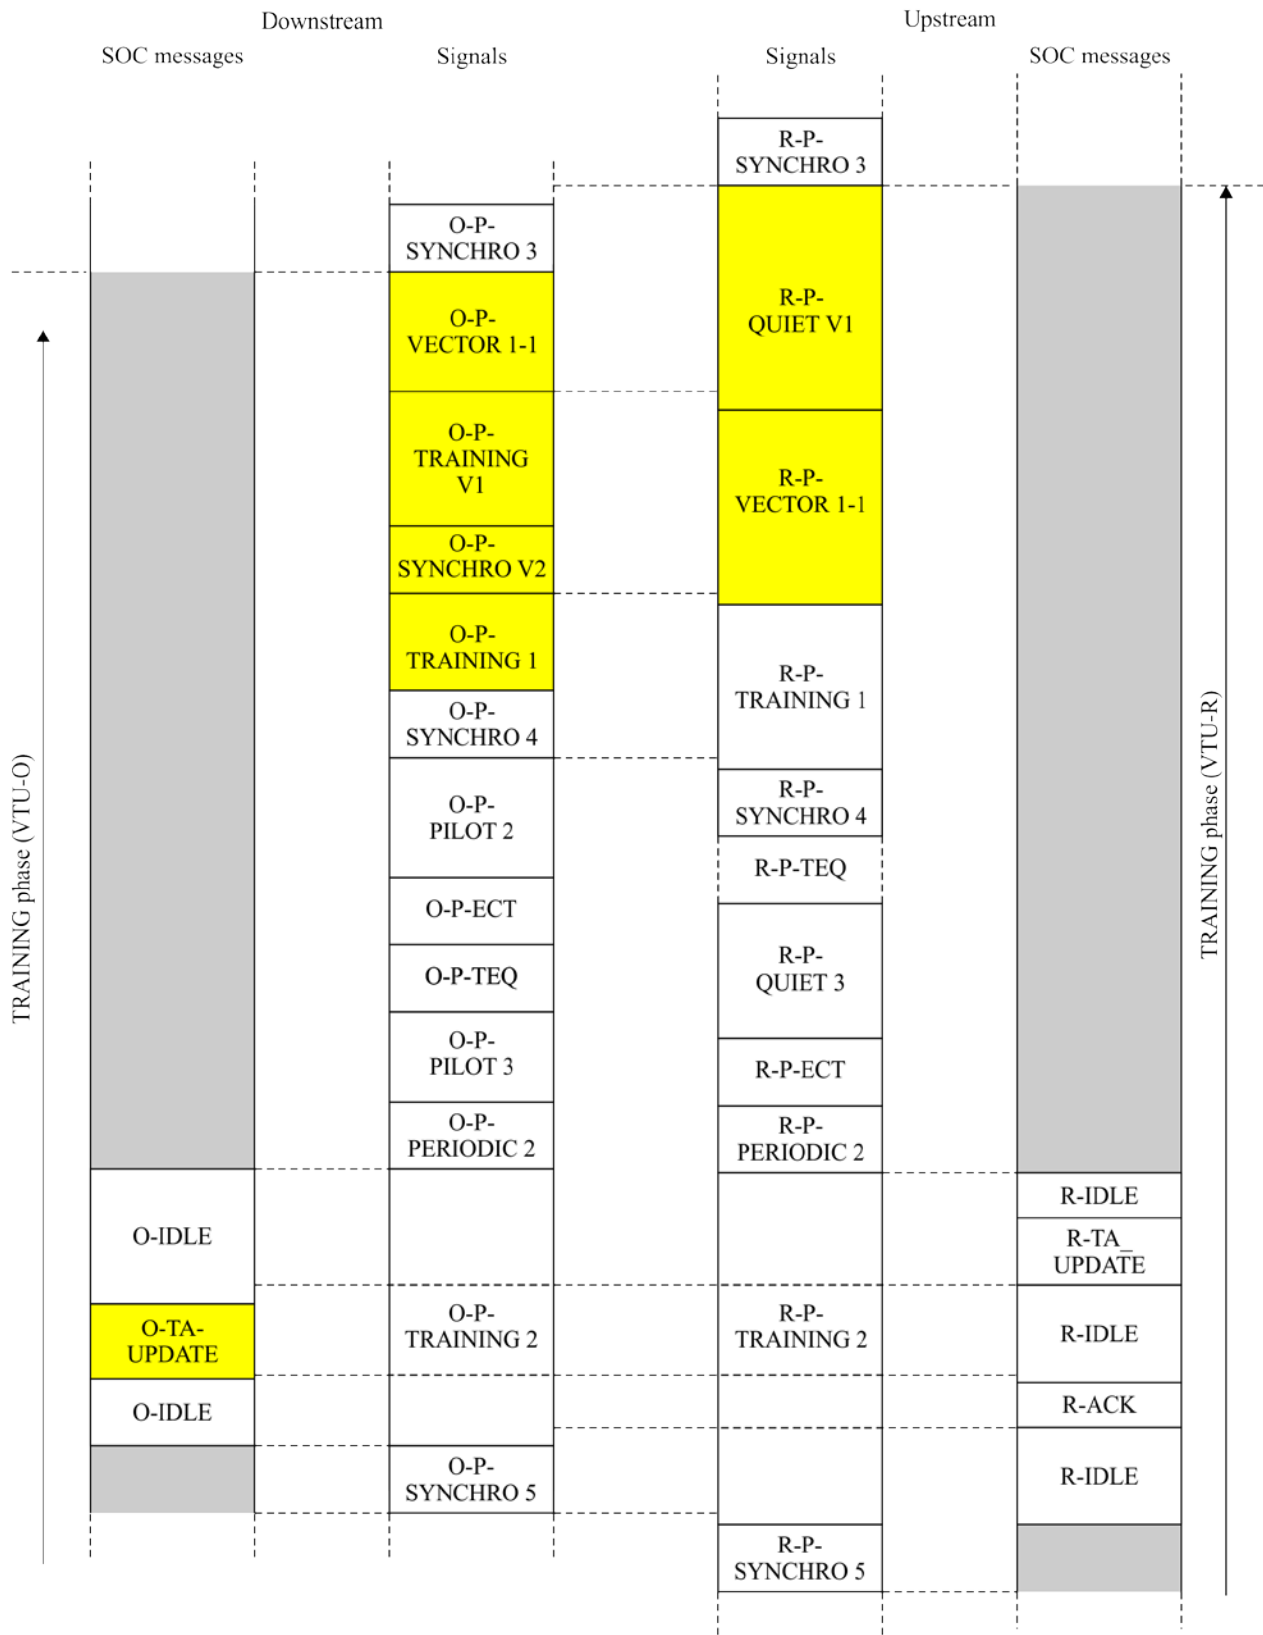 Downstream
Upstream
SOC messages
Signals
Signals
SOC messages
R-P-
SYNCHRO 3
O-P-
SYNCHRO 3
O-P-
VECTOR 1-1
R-P-
QUIET V1
O-P-
TRAINING
V1
R-P-
VECTOR 1-1
O-P-
SYNCHRO V2
O-P-
TRAINING 1
R-P-
TRAINING 1
O-P-
SYNCHRO 4
R-P-
SYNCHRO 4
O-P-
PILOT 2
R-P-TEQ
O-P-ECT
R-P-
QUIET 3
O-P-TEQ
O-P-
PILOT 3
R-P-ECT
O-P-
PERIODIC 2
R-P-
PERIODIC 2
TRAINING phase (VTU-O)
TRAINING phase (VTU-R)
O-IDLE
R-IDLE
R-TA_
UPDATE
O-TA-
UPDATE
O-P-
TRAINING 2
R-P-
TRAINING 2
R-IDLE
O-IDLE
R-ACK
O-P-
SYNCHRO 5
R-IDLE
R-P-
SYNCHRO 5